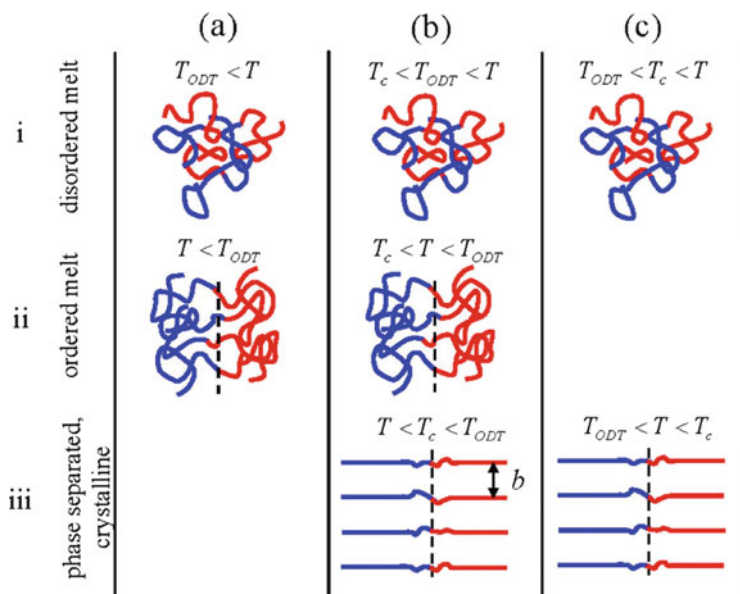 (a) (b) (c)
i
disordered melt
T_ODT < T
T_c < T_ODT < T
T_ODT < T_c < T
ii
ordered melt
T < T_ODT
T_c < T < T_ODT
iii
phase separated,
crystalline
T < T_c < T_ODT
b
T_ODT < T < T_c